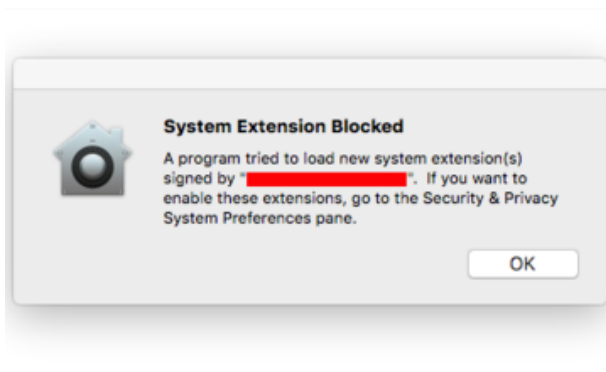 System Extension Blocked
A program tried to load new system extension(s)
signed by "                    ". If you want to
enable these extensions, go to the Security & Privacy
System Preferences pane.
OK